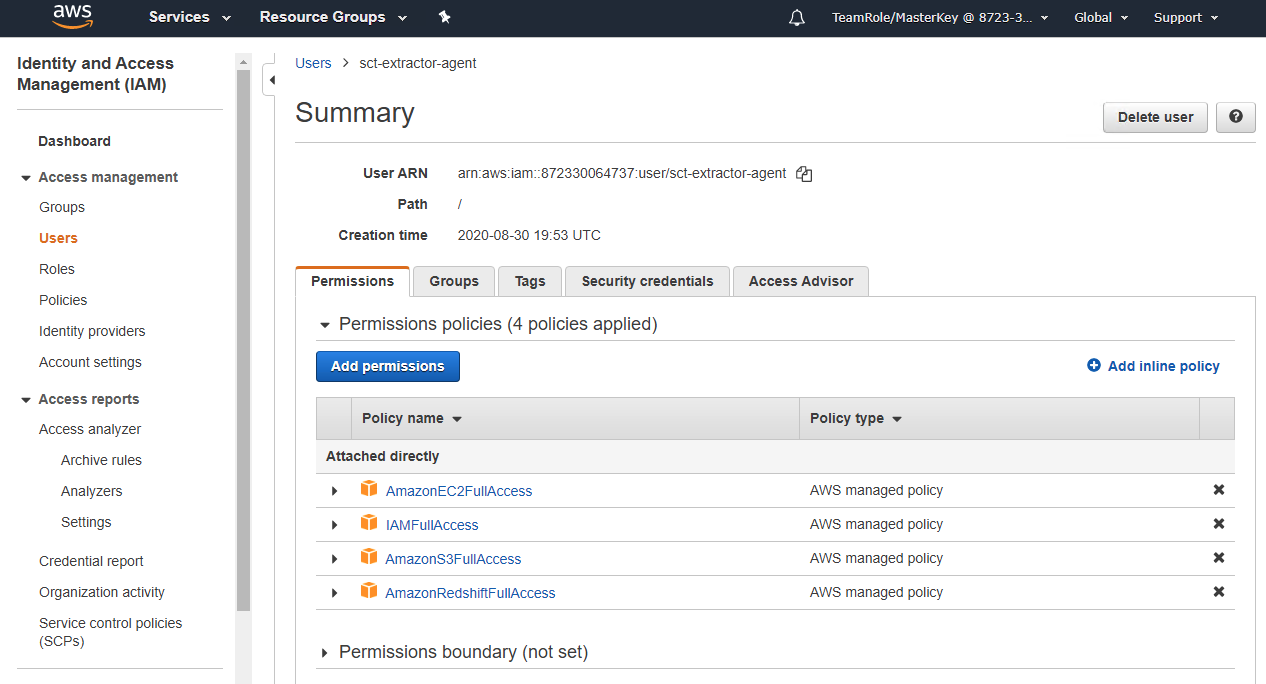 aws
Services
Resource Groups
TeamRole/MasterKey @ 8723-3...
Global
Support
Identity and Access
Management (IAM)
Dashboard
Access management
Groups
Users
Roles
Policies
Identity providers
Account settings
Access reports
Access analyzer
Archive rules
Analyzers
Settings
Credential report
Organization activity
Service control policies
(SCPs)
Users > sct-extractor-agent
Summary
Delete user
?
User ARN arn:aws:iam::872330064737:user/sct-extractor-agent
Path /
Creation time 2020-08-30 19:53 UTC
Permissions
Groups
Tags
Security credentials
Access Advisor
Permissions policies (4 policies applied)
Add permissions
Add inline policy
Policy name
Policy type
Attached directly
AmazonEC2FullAccess AWS managed policy
IAMFullAccess AWS managed policy
AmazonS3FullAccess AWS managed policy
AmazonRedshiftFullAccess AWS managed policy
Permissions boundary (not set)